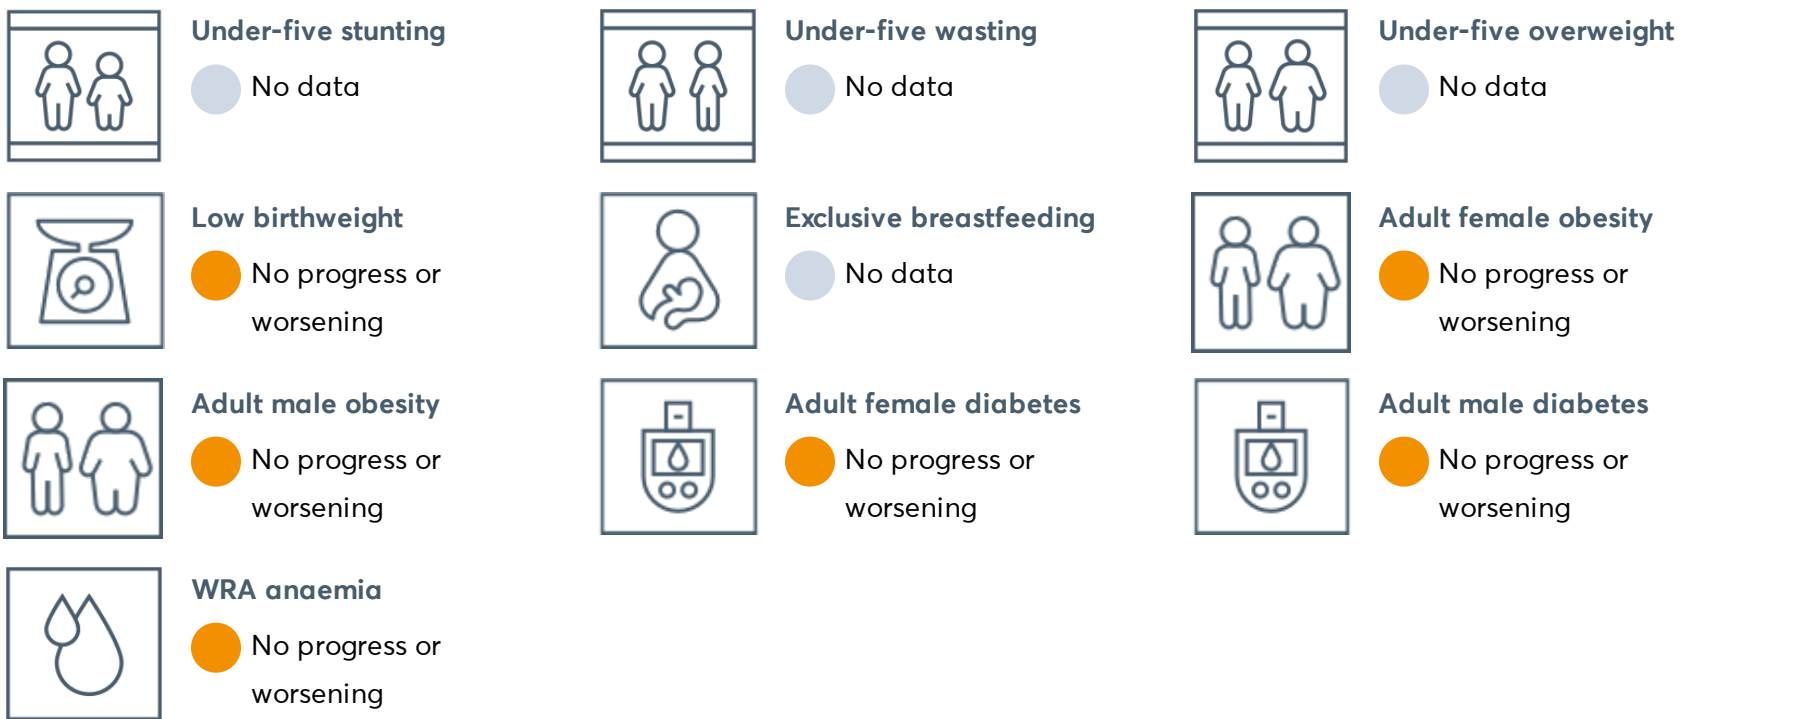 Under-five stunting
No data
Under-five wasting
No data
Under-five overweight
No data
Low birthweight
No progress or
worsening
Exclusive breastfeeding
No data
Adult female obesity
No progress or
worsening
Adult male obesity
No progress or
worsening
Adult female diabetes
No progress or
worsening
Adult male diabetes
No progress or
worsening
WRA anaemia
No progress or
worsening